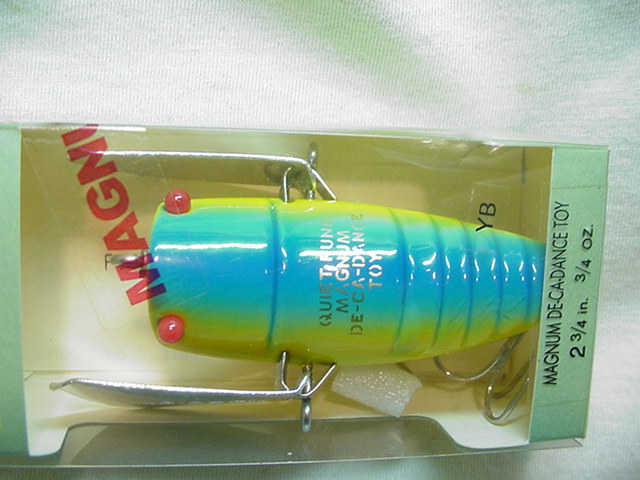 MAGNU
QUIET FUNK
MAGNUM
DE-CA-DANCE
TOY
YB
MAGNUM DE-CA-DANCE TOY
2 3/4 in. 3/4 oz.